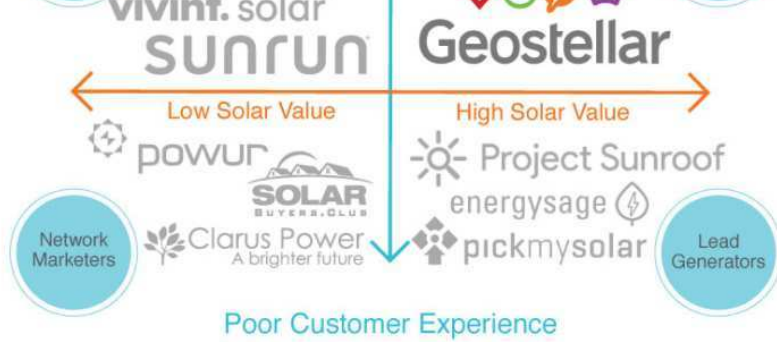 vivint. solar
sunrun
Geostellar
Low Solar Value
High Solar Value
powur
Project Sunroof
SOLAR
BUYERS.CLUB
energysage
Network
Marketers
Clarus Power
A brighter future
pickmysolar
Lead
Generators
Poor Customer Experience